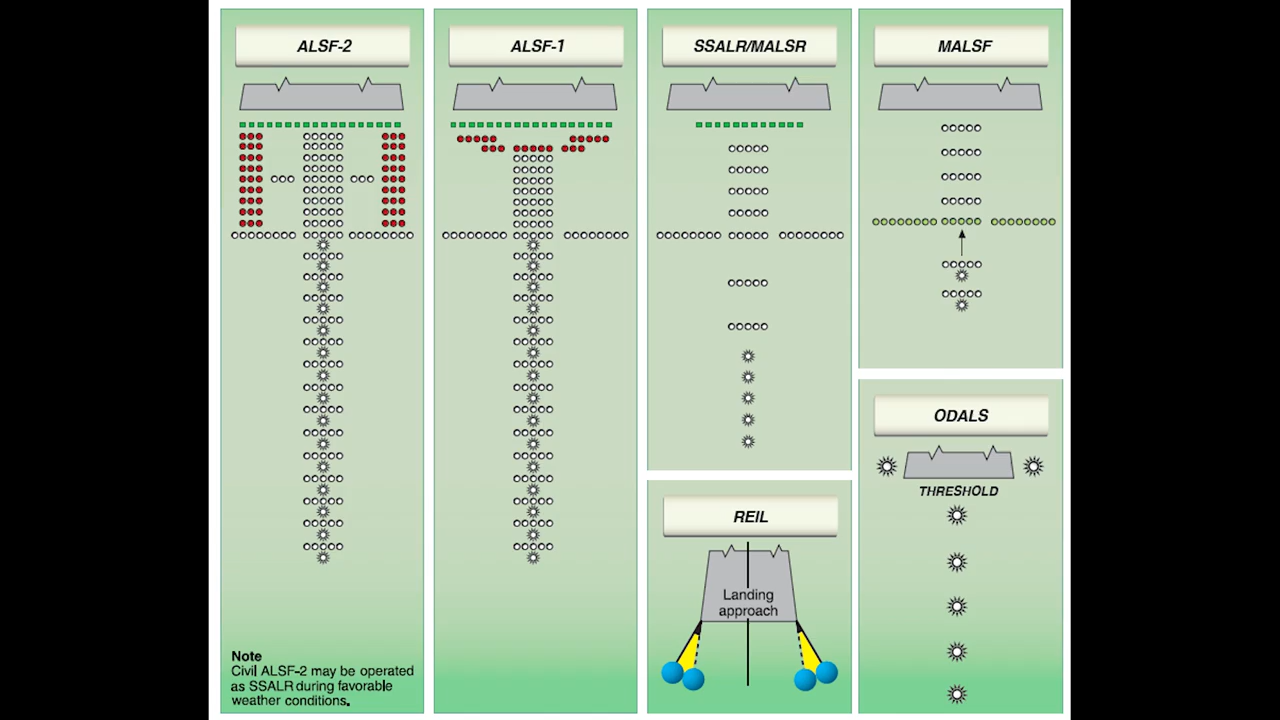 ALSF-2
ALSF-1
SSALR/MALSR
MALSF
ODALS
THRESHOLD
REIL
Landing
approach
Note
Civil ALSF-2 may be operated
as SSALR during favorable
weather conditions.